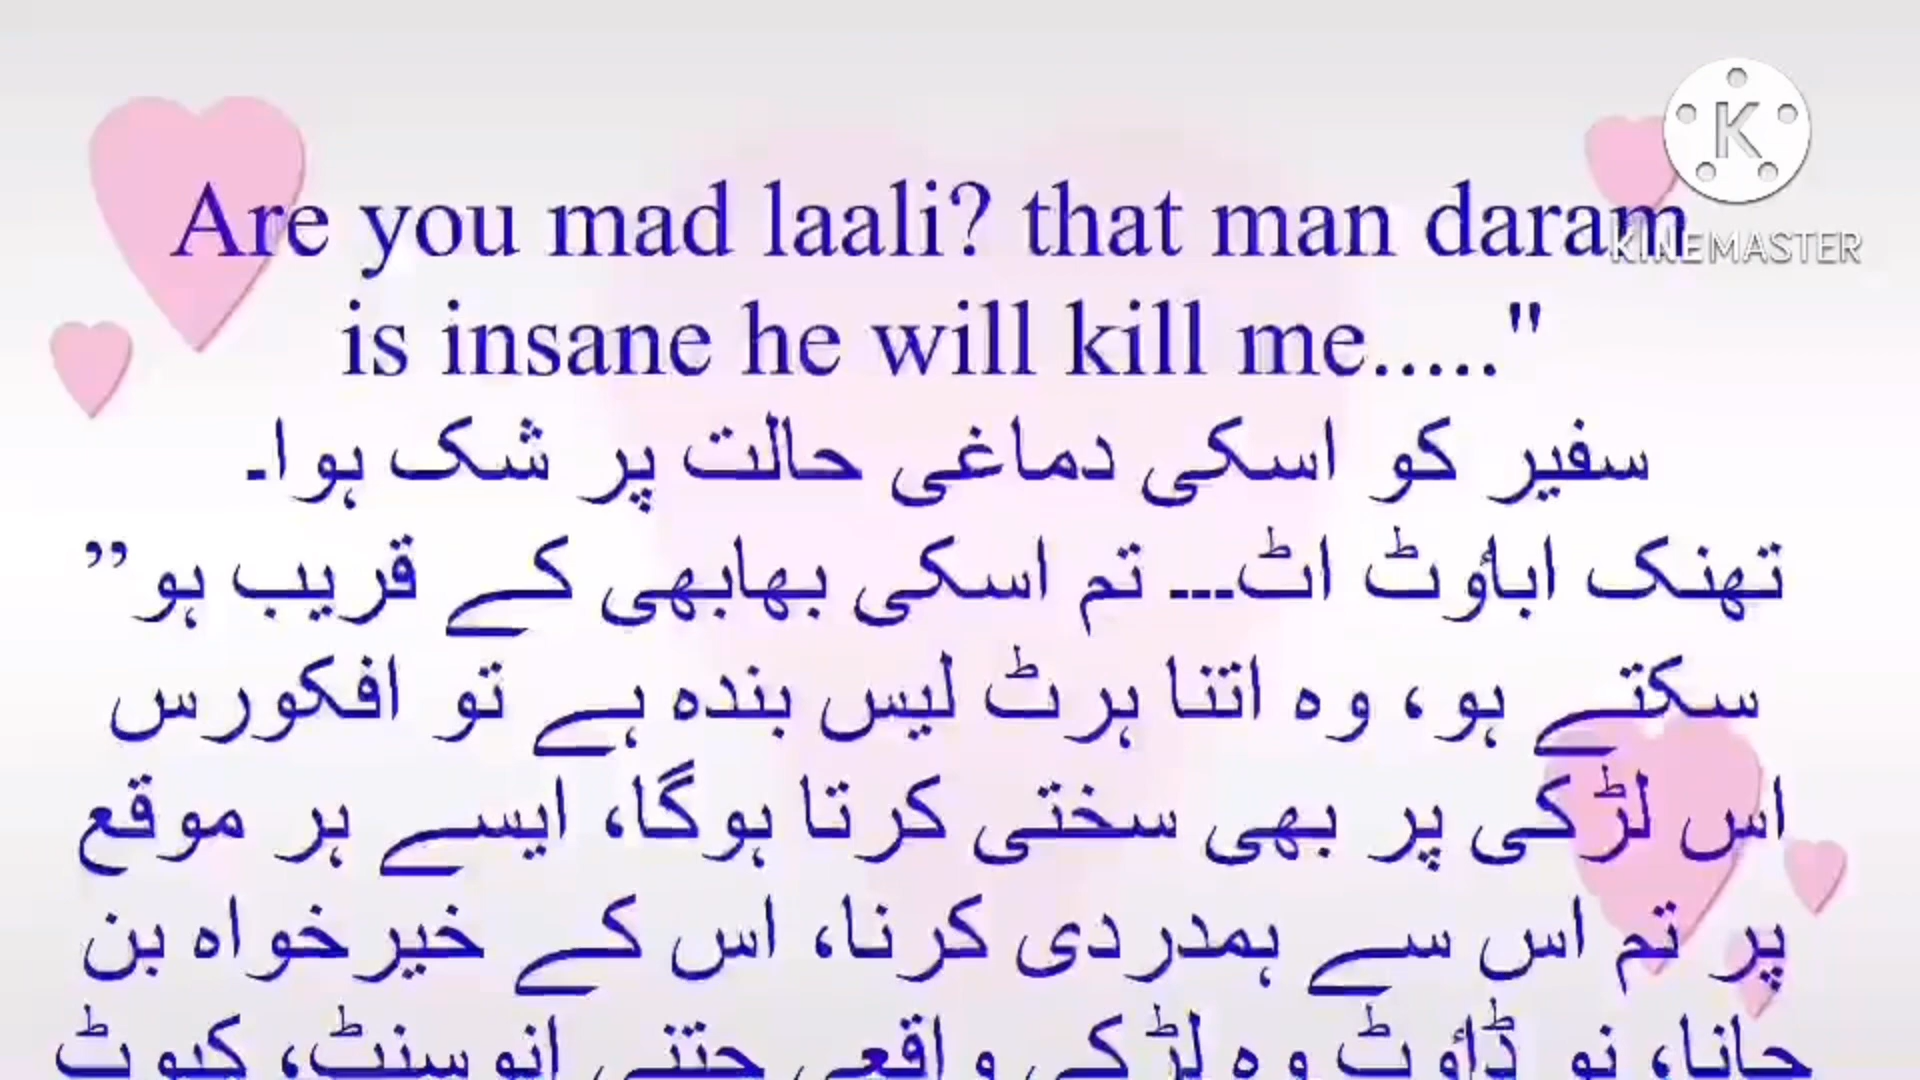 K
KINEMASTER
Are you mad laali? that man daram
is insane he will kill me....."
سفیر کو اسکی دماغی حالت پر شک ہوا۔
تھنک اباؤٹ اٹ۔۔۔ تم اسکی بھابھی کے قریب ہو”
سکتے ہو، وہ اتنا ہرٹ لیس بندہ ہے تو افکورس
اس لڑکی پر بھی سختی کرتا ہوگا، ایسے ہر موقع
پر تم اس سے ہمدردی کرنا، اس کے خیرخواہ بن
جانا، نو ڈاؤٹ وہ لڑکی واقعی جتنی انوسنٹ، کیوٹ